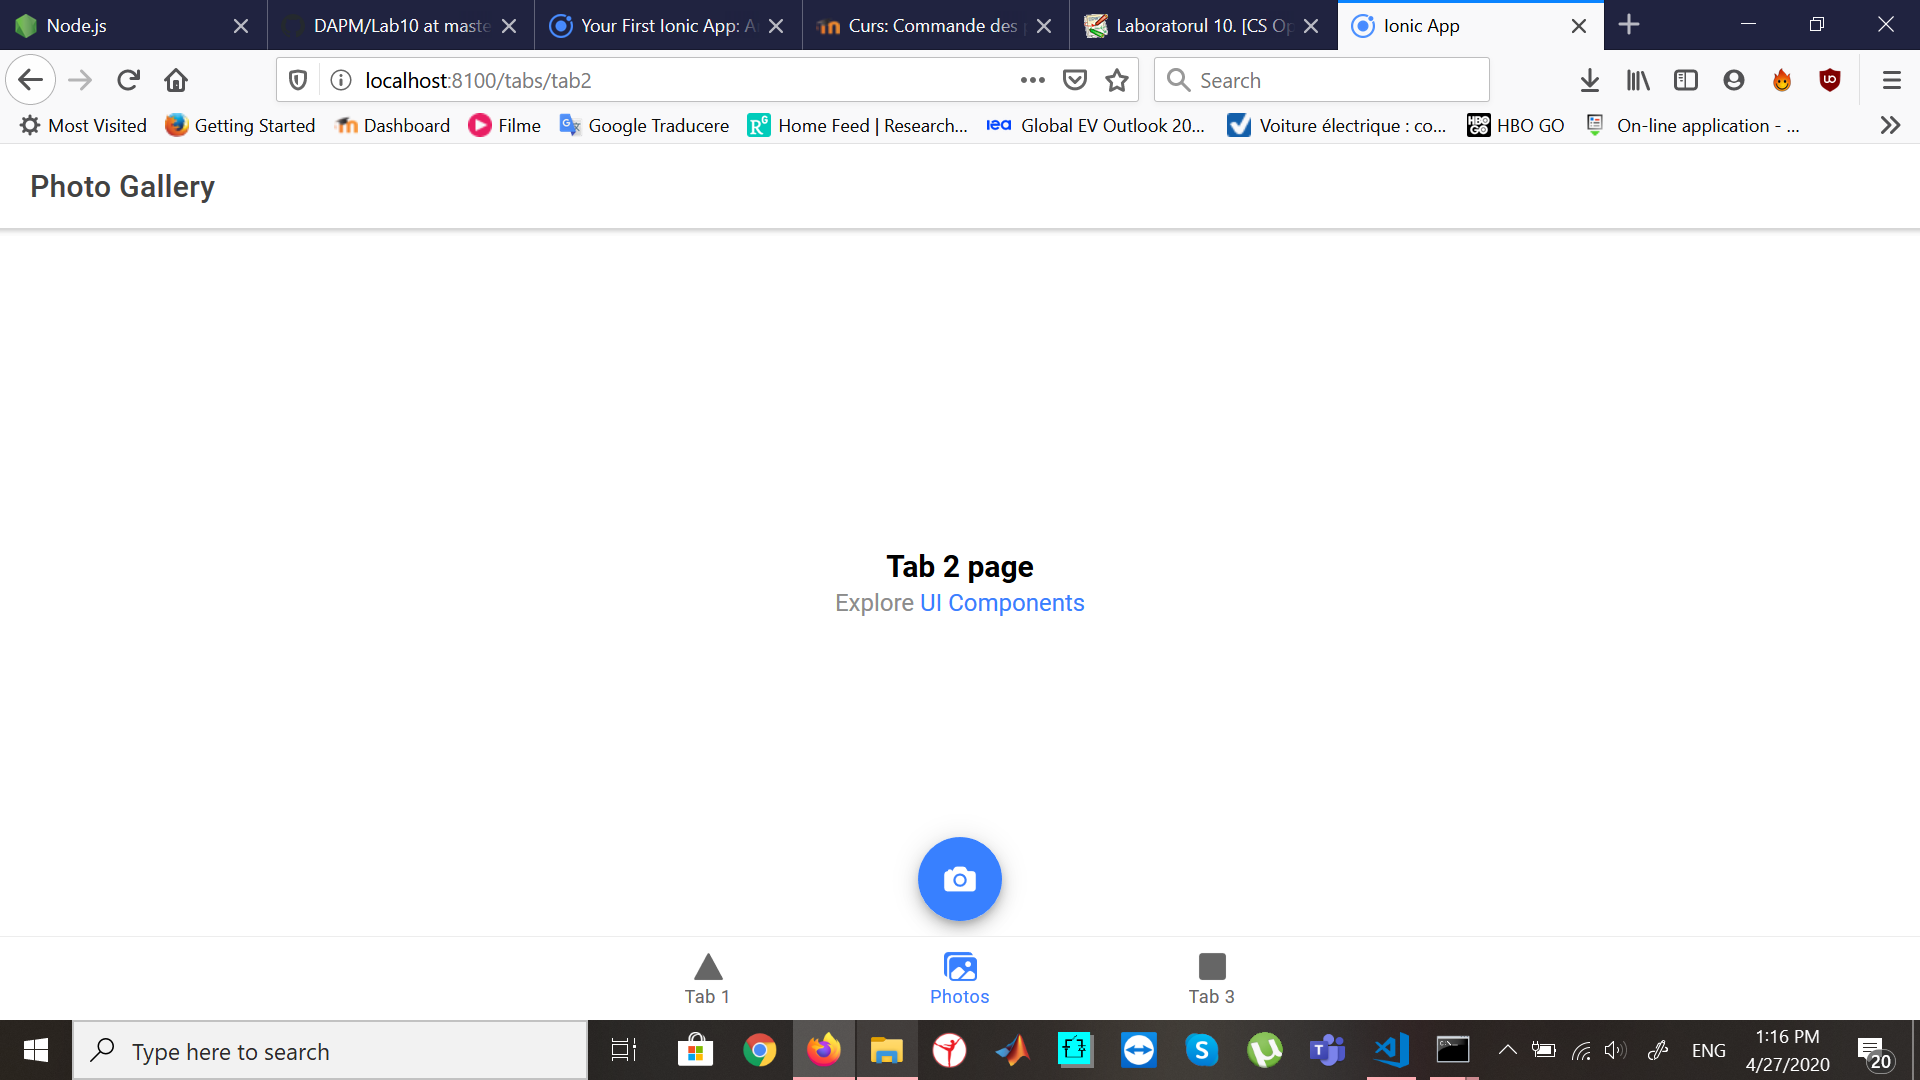 Node.js
DAPM/Lab10 at maste
Your First Ionic App: A
Curs: Commande des
Laboratorul 10. [CS Op
Ionic App
localhost:8100/tabs/tab2
Search
Most Visited
Getting Started
Dashboard
Filme
Google Traducere
Home Feed | Research...
Global EV Outlook 20...
Voiture électrique : co...
HBO GO
On-line application - ...
Photo Gallery
Tab 2 page
Explore UI Components
Tab 1
Photos
Tab 3
Type here to search
ENG
1:16 PM
4/27/2020
20